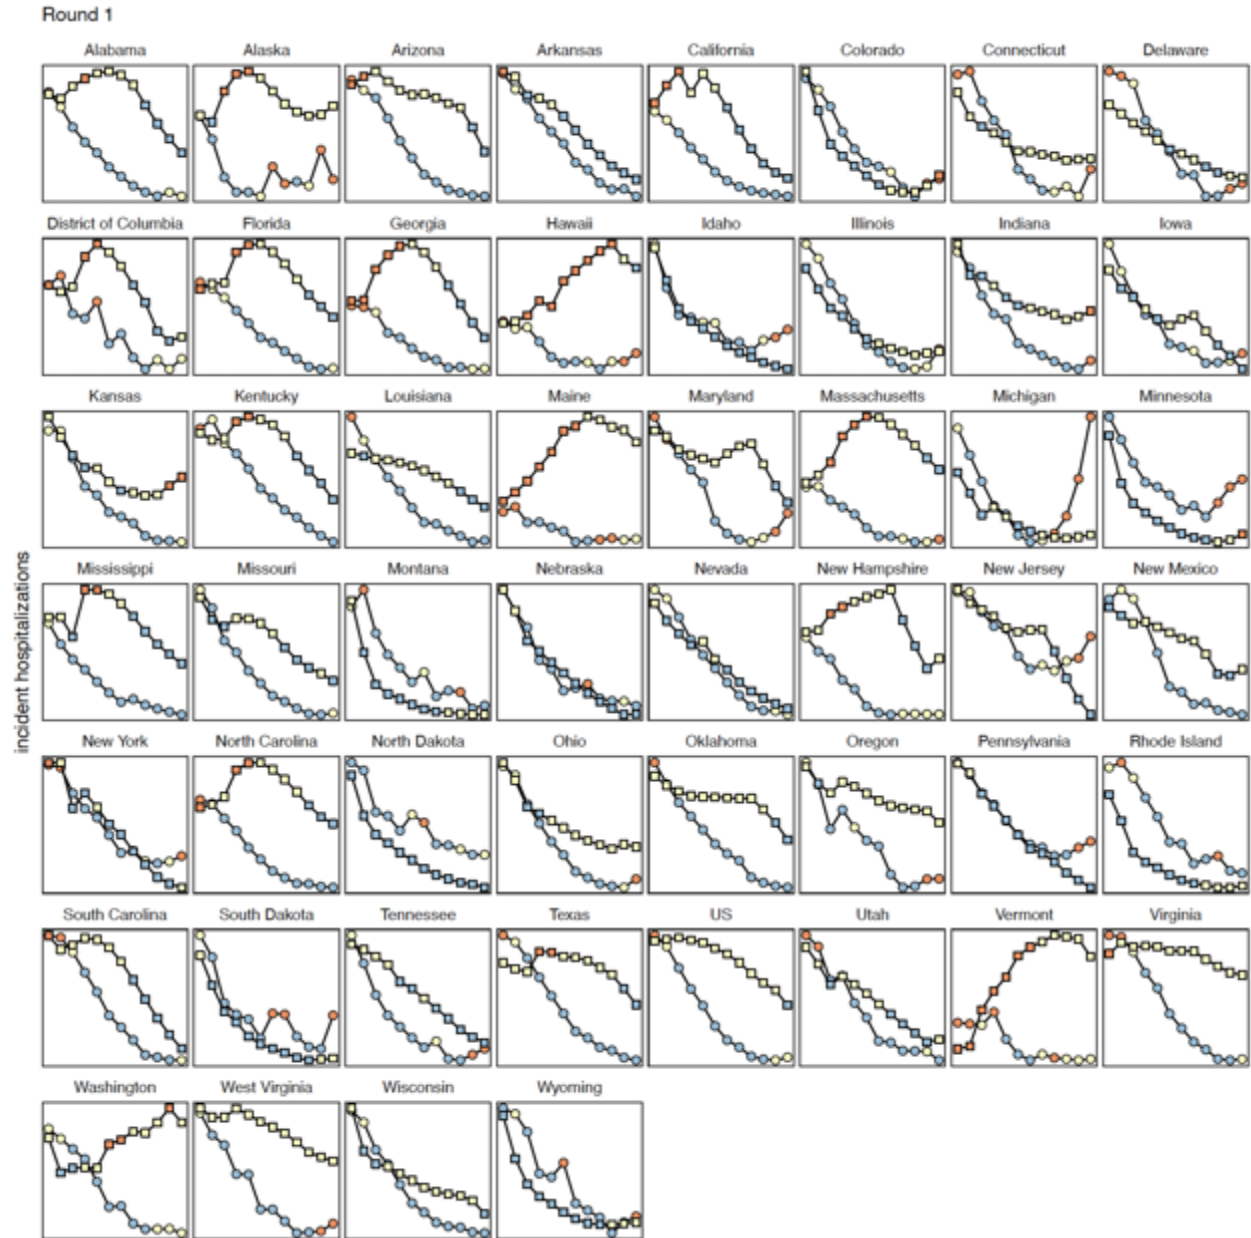 Round 1
Alabama Alaska Arizona Arkansas California Colorado Connecticut Delaware
District of Columbia Florida Georgia Hawaii Idaho Illinois Indiana Iowa
Kansas Kentucky Louisiana Maine Maryland Massachusetts Michigan Minnesota
incident hospitalizations
Mississippi Missouri Montana Nebraska Nevada New Hampshire New Jersey New Mexico
New York North Carolina North Dakota Ohio Oklahoma Oregon Pennsylvania Rhode Island
South Carolina South Dakota Tennessee Texas US Utah Vermont Virginia
Washington West Virginia Wisconsin Wyoming